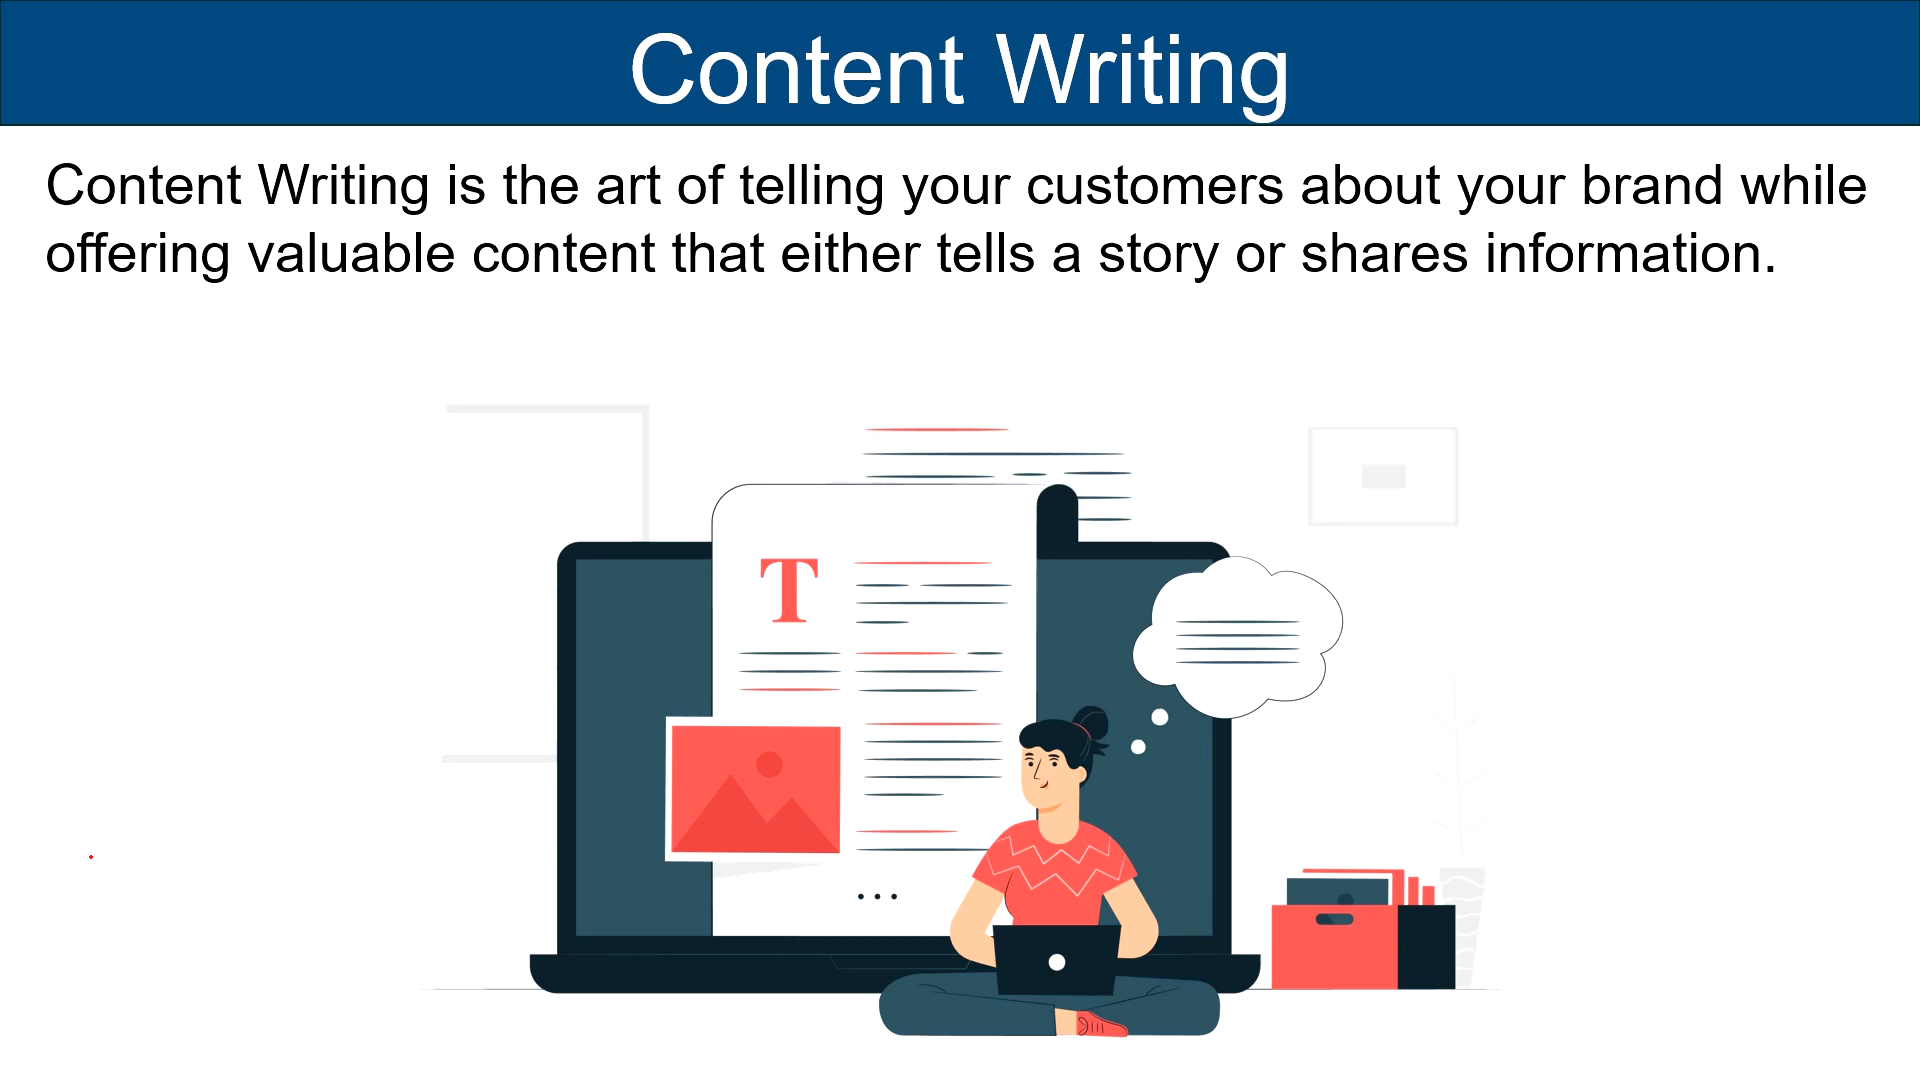 Content Writing
Content Writing is the art of telling your customers about your brand while
offering valuable content that either tells a story or shares information.
T